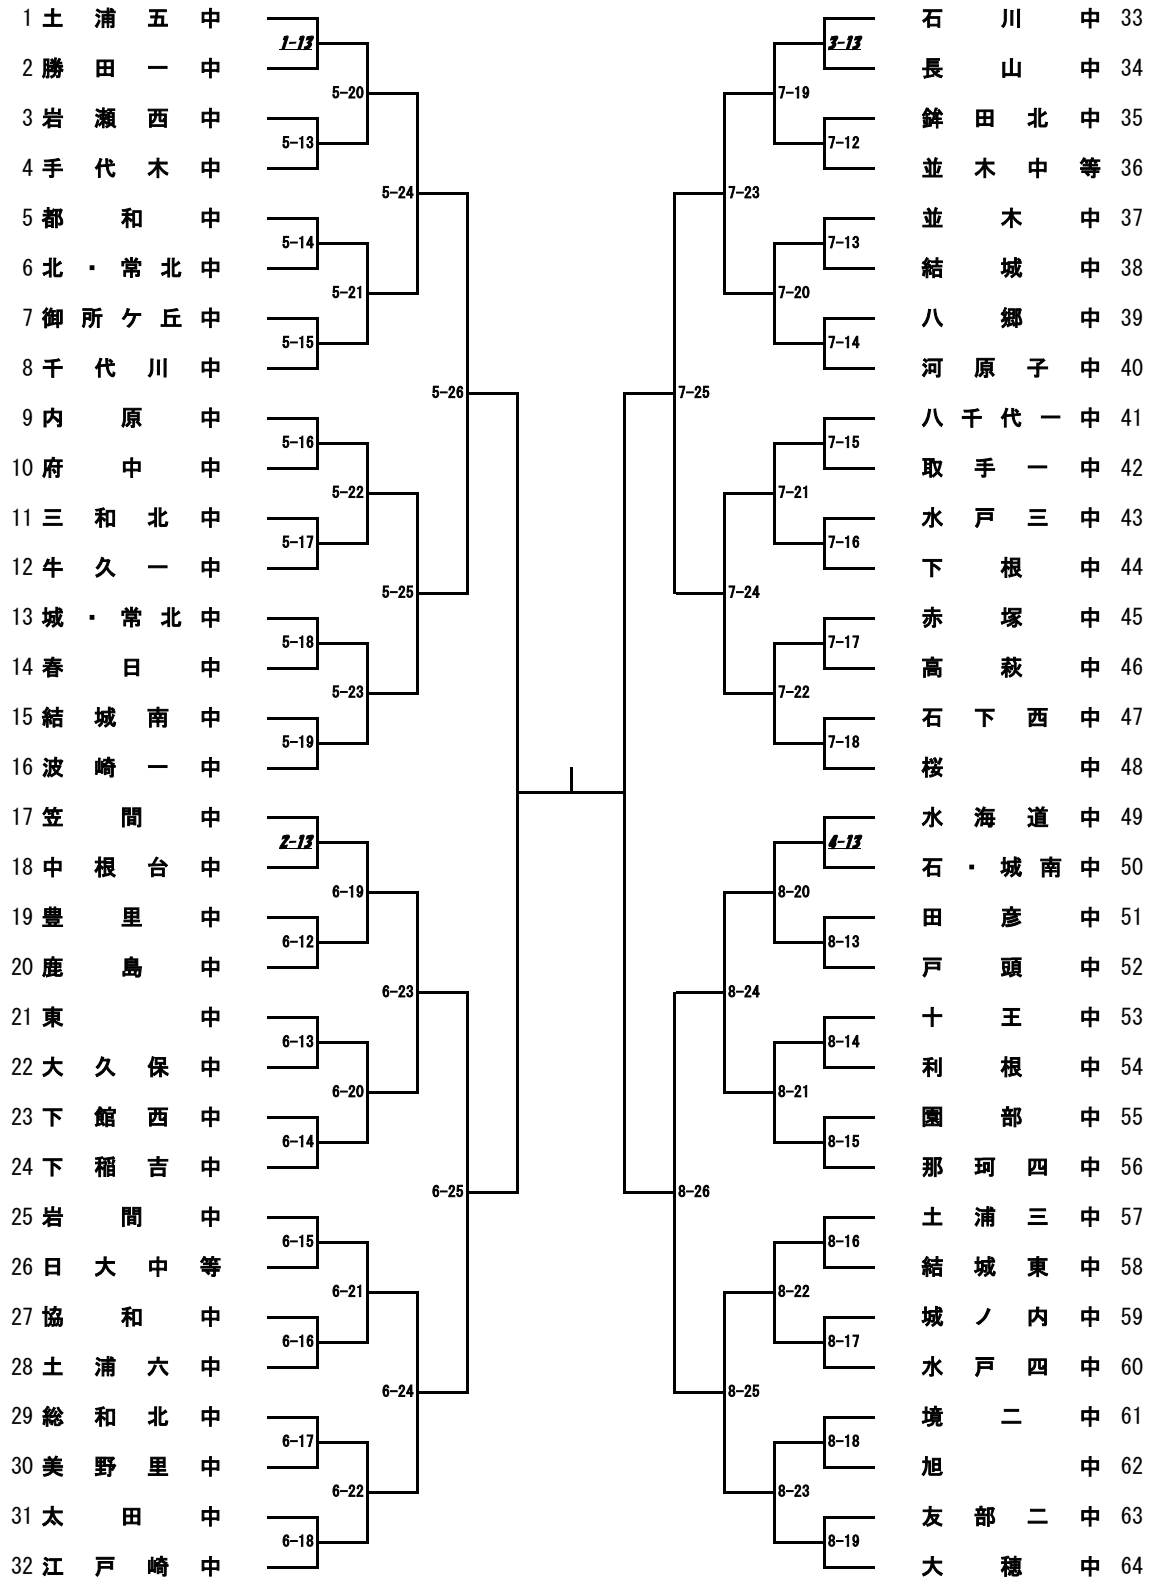 1 土浦五中 石川中 33
1-13 3-13
2 勝田一中 長山中 34
5-20 7-19
3 岩瀬西中 鉾田北中 35
5-13 7-12
4 手代木中 並木中等 36
5-24 7-23
5 都和中 並木中 37
5-14 7-13
6 北・常北中 結城中 38
5-21 7-20
7 御所ケ丘中 八郷中 39
5-15 7-14
8 千代川中 河原子中 40
5-26 7-25
9 内原中 八千代一中 41
5-16 7-15
10 府中中 取手一中 42
5-22 7-21
11 三和北中 水戸三中 43
5-17 7-16
12 牛久一中 下根中 44
5-25 7-24
13 城・常北中 赤塚中 45
5-18 7-17
14 春日中 高萩中 46
5-23 7-22
15 結城南中 石下西中 47
5-19 7-18
16 波崎一中 桜中 48
17 笠間中 水海道中 49
2-13 4-13
18 中根台中 石・城南中 50
6-19 8-20
19 豊里中 田彦中 51
6-12 8-13
20 鹿島中 戸頭中 52
6-23 8-24
21 東中 十王中 53
6-13 8-14
22 大久保中 利根中 54
6-20 8-21
23 下館西中 園部中 55
6-14 8-15
24 下稲吉中 那珂四中 56
6-25 8-26
25 岩間中 土浦三中 57
6-15 8-16
26 日大中等 結城東中 58
6-21 8-22
27 協和中 城ノ内中 59
6-16 8-17
28 土浦六中 水戸四中 60
6-24 8-25
29 総和北中 境二中 61
6-17 8-18
30 美野里中 旭中 62
6-22 8-23
31 太田中 友部二中 63
6-18 8-19
32 江戸崎中 大穂中 64